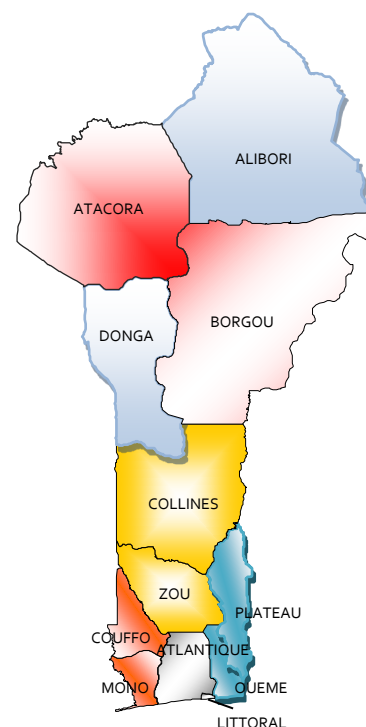 ALIBORI
ATACORA
BORGOU
DONGA
COLLINES
ZOU
PLATEAU
COUFFO
ATLANTIQUE
MONO
OUEME
LITTORAL